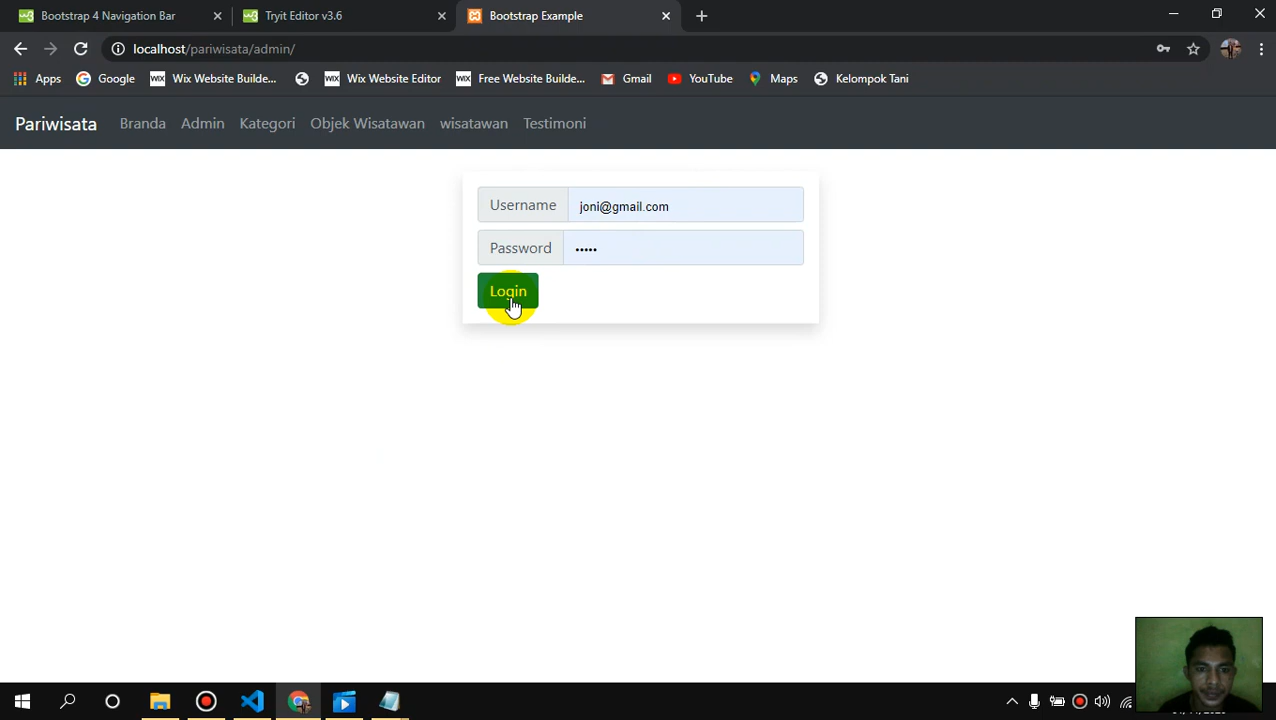 Bootstrap 4 Navigation Bar
Tryit Editor v3.6
Bootstrap Example
localhost/pariwisata/admin/
Apps
Google
Wix Website Builde...
Wix Website Editor
Free Website Builde...
Gmail
YouTube
Maps
Kelompok Tani
Pariwisata Branda Admin Kategori Objek Wisatawan wisatawan Testimoni
Username joni@gmail.com
Password •••••
Login